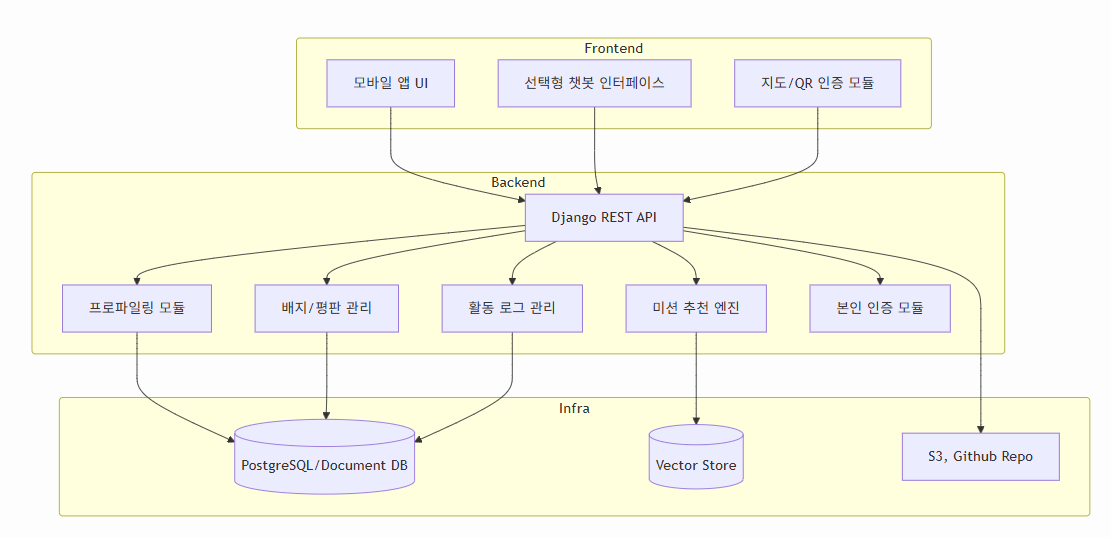 Frontend
모바일 앱 UI
선택형 챗봇 인터페이스
지도/QR 인증 모듈
Backend
Django REST API
프로파일링 모듈
배지/평판 관리
활동 로그 관리
미션 추천 엔진
본인 인증 모듈
Infra
PostgreSQL/Document DB
Vector Store
S3, Github Repo